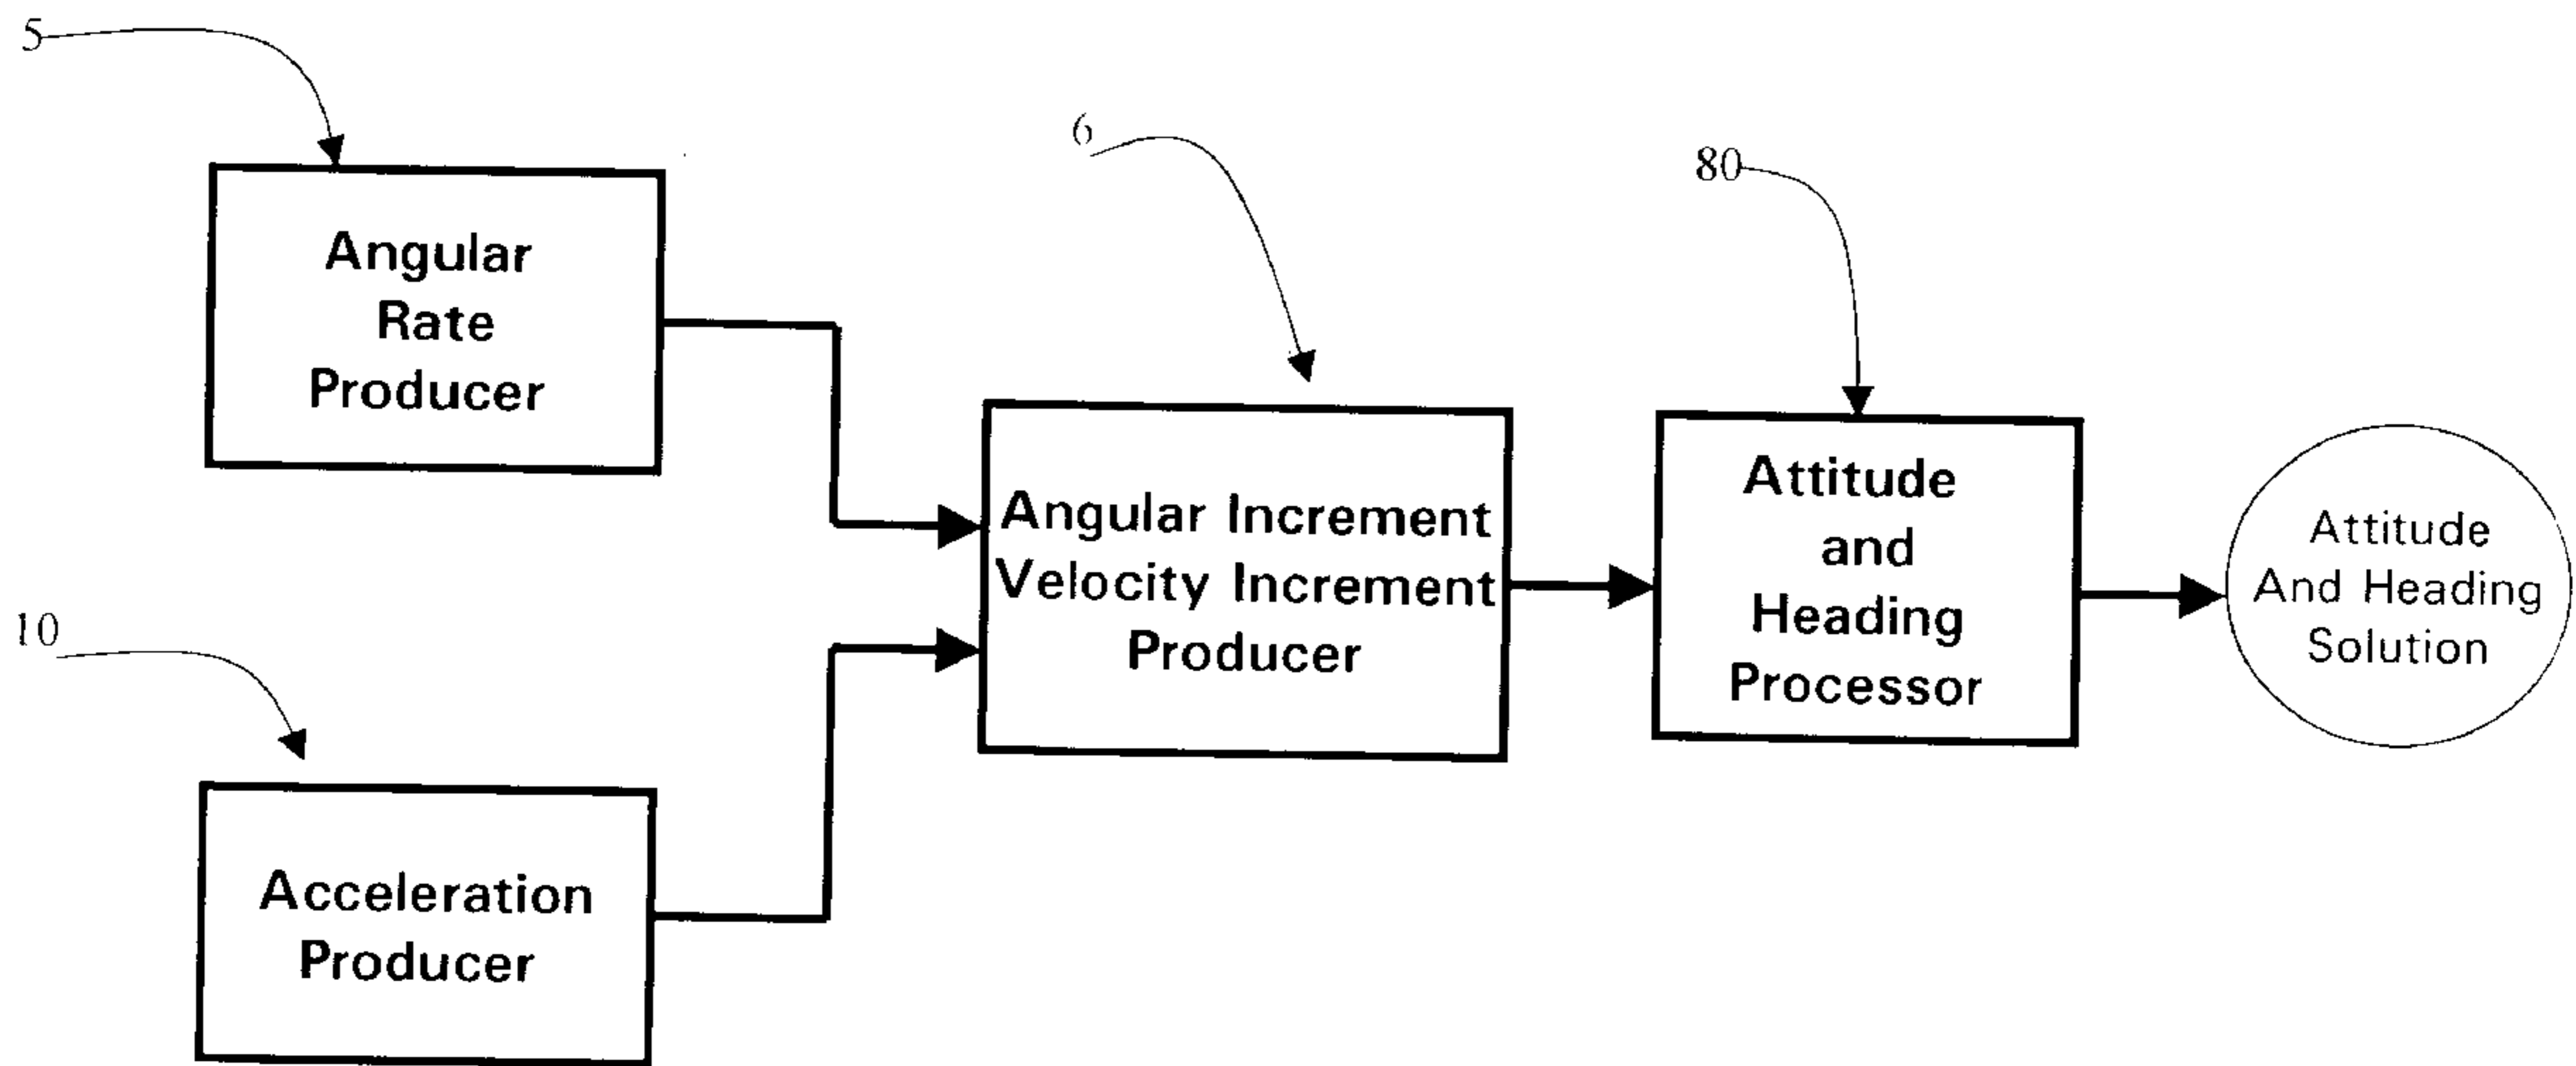 5
Angular
Rate
Producer
10
Acceleration
Producer
6
Angular Increment
Velocity Increment
Producer
80
Attitude
and
Heading
Processor
Attitude
And Heading
Solution